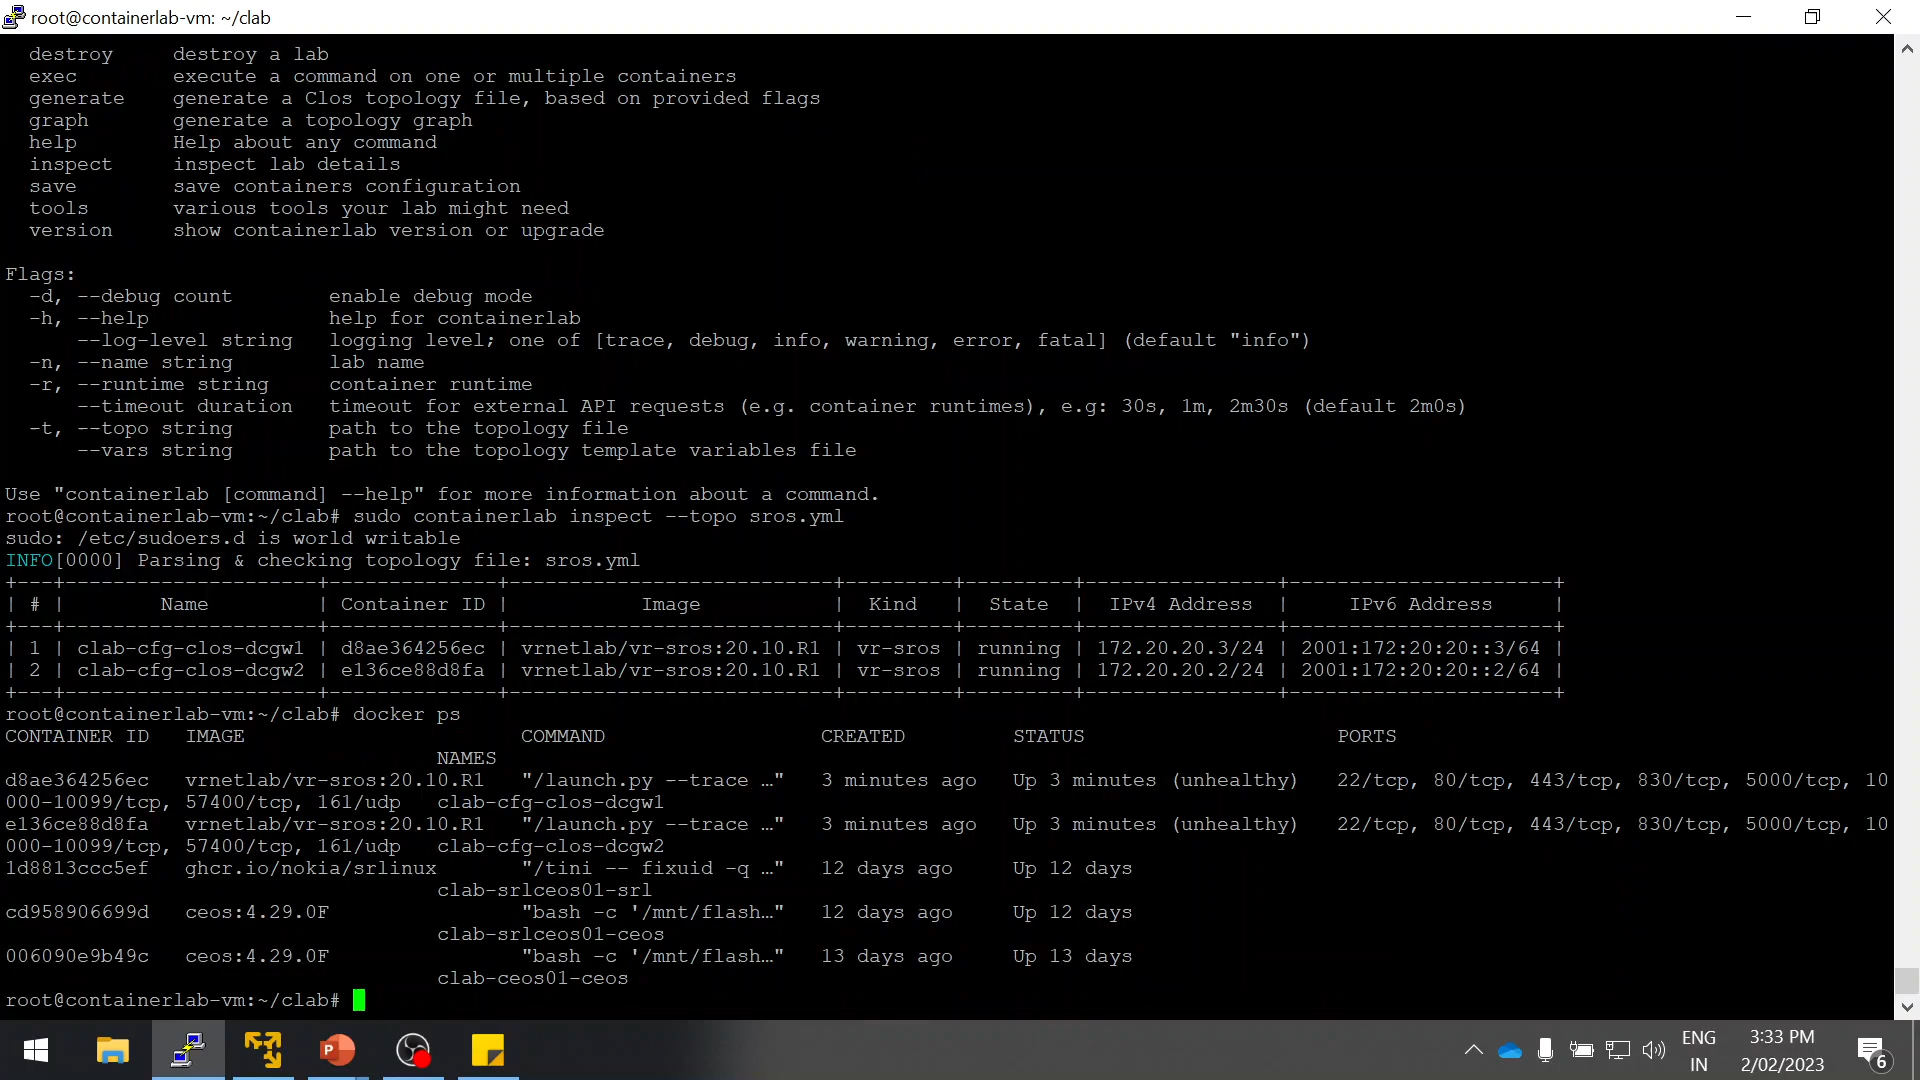 root@containerlab-vm: ~/clab
  destroy     destroy a lab
  exec        execute a command on one or multiple containers
  generate    generate a Clos topology file, based on provided flags
  graph       generate a topology graph
  help        Help about any command
  inspect     inspect lab details
  save        save containers configuration
  tools       various tools your lab might need
  version     show containerlab version or upgrade
Flags:
  -d, --debug count        enable debug mode
  -h, --help               help for containerlab
      --log-level string   logging level; one of [trace, debug, info, warning, error, fatal] (default "info")
  -n, --name string        lab name
  -r, --runtime string     container runtime
      --timeout duration   timeout for external API requests (e.g. container runtimes), e.g: 30s, 1m, 2m30s (default 2m0s)
  -t, --topo string        path to the topology file
      --vars string        path to the topology template variables file
Use "containerlab [command] --help" for more information about a command.
root@containerlab-vm:~/clab# sudo containerlab inspect --topo sros.yml
sudo: /etc/sudoers.d is world writable
INFO[0000] Parsing & checking topology file: sros.yml
+---+---------------------+--------------+---------------------------+---------+---------+----------------+----------------------+
| # |        Name         | Container ID |           Image           |  Kind   |  State  |  IPv4 Address  |     IPv6 Address     |
+---+---------------------+--------------+---------------------------+---------+---------+----------------+----------------------+
| 1 | clab-cfg-clos-dcgw1 | d8ae364256ec | vrnetlab/vr-sros:20.10.R1 | vr-sros | running | 172.20.20.3/24 | 2001:172:20:20::3/64 |
| 2 | clab-cfg-clos-dcgw2 | e136ce88d8fa | vrnetlab/vr-sros:20.10.R1 | vr-sros | running | 172.20.20.2/24 | 2001:172:20:20::2/64 |
+---+---------------------+--------------+---------------------------+---------+---------+----------------+----------------------+
root@containerlab-vm:~/clab# docker ps
CONTAINER ID   IMAGE                       COMMAND                  CREATED         STATUS                     PORTS
                                    NAMES
d8ae364256ec   vrnetlab/vr-sros:20.10.R1   "/launch.py --trace …"   3 minutes ago   Up 3 minutes (unhealthy)   22/tcp, 80/tcp, 443/tcp, 830/tcp, 5000/tcp, 10
000-10099/tcp, 57400/tcp, 161/udp   clab-cfg-clos-dcgw1
e136ce88d8fa   vrnetlab/vr-sros:20.10.R1   "/launch.py --trace …"   3 minutes ago   Up 3 minutes (unhealthy)   22/tcp, 80/tcp, 443/tcp, 830/tcp, 5000/tcp, 10
000-10099/tcp, 57400/tcp, 161/udp   clab-cfg-clos-dcgw2
1d8813ccc5ef   ghcr.io/nokia/srlinux       "/tini -- fixuid -q …"   12 days ago     Up 12 days
                                    clab-srlceos01-srl
cd958906699d   ceos:4.29.0F                "bash -c '/mnt/flash…"   12 days ago     Up 12 days
                                    clab-srlceos01-ceos
006090e9b49c   ceos:4.29.0F                "bash -c '/mnt/flash…"   13 days ago     Up 13 days
                                    clab-ceos01-ceos
root@containerlab-vm:~/clab#
P
ENG
IN
3:33 PM
2/02/2023
6